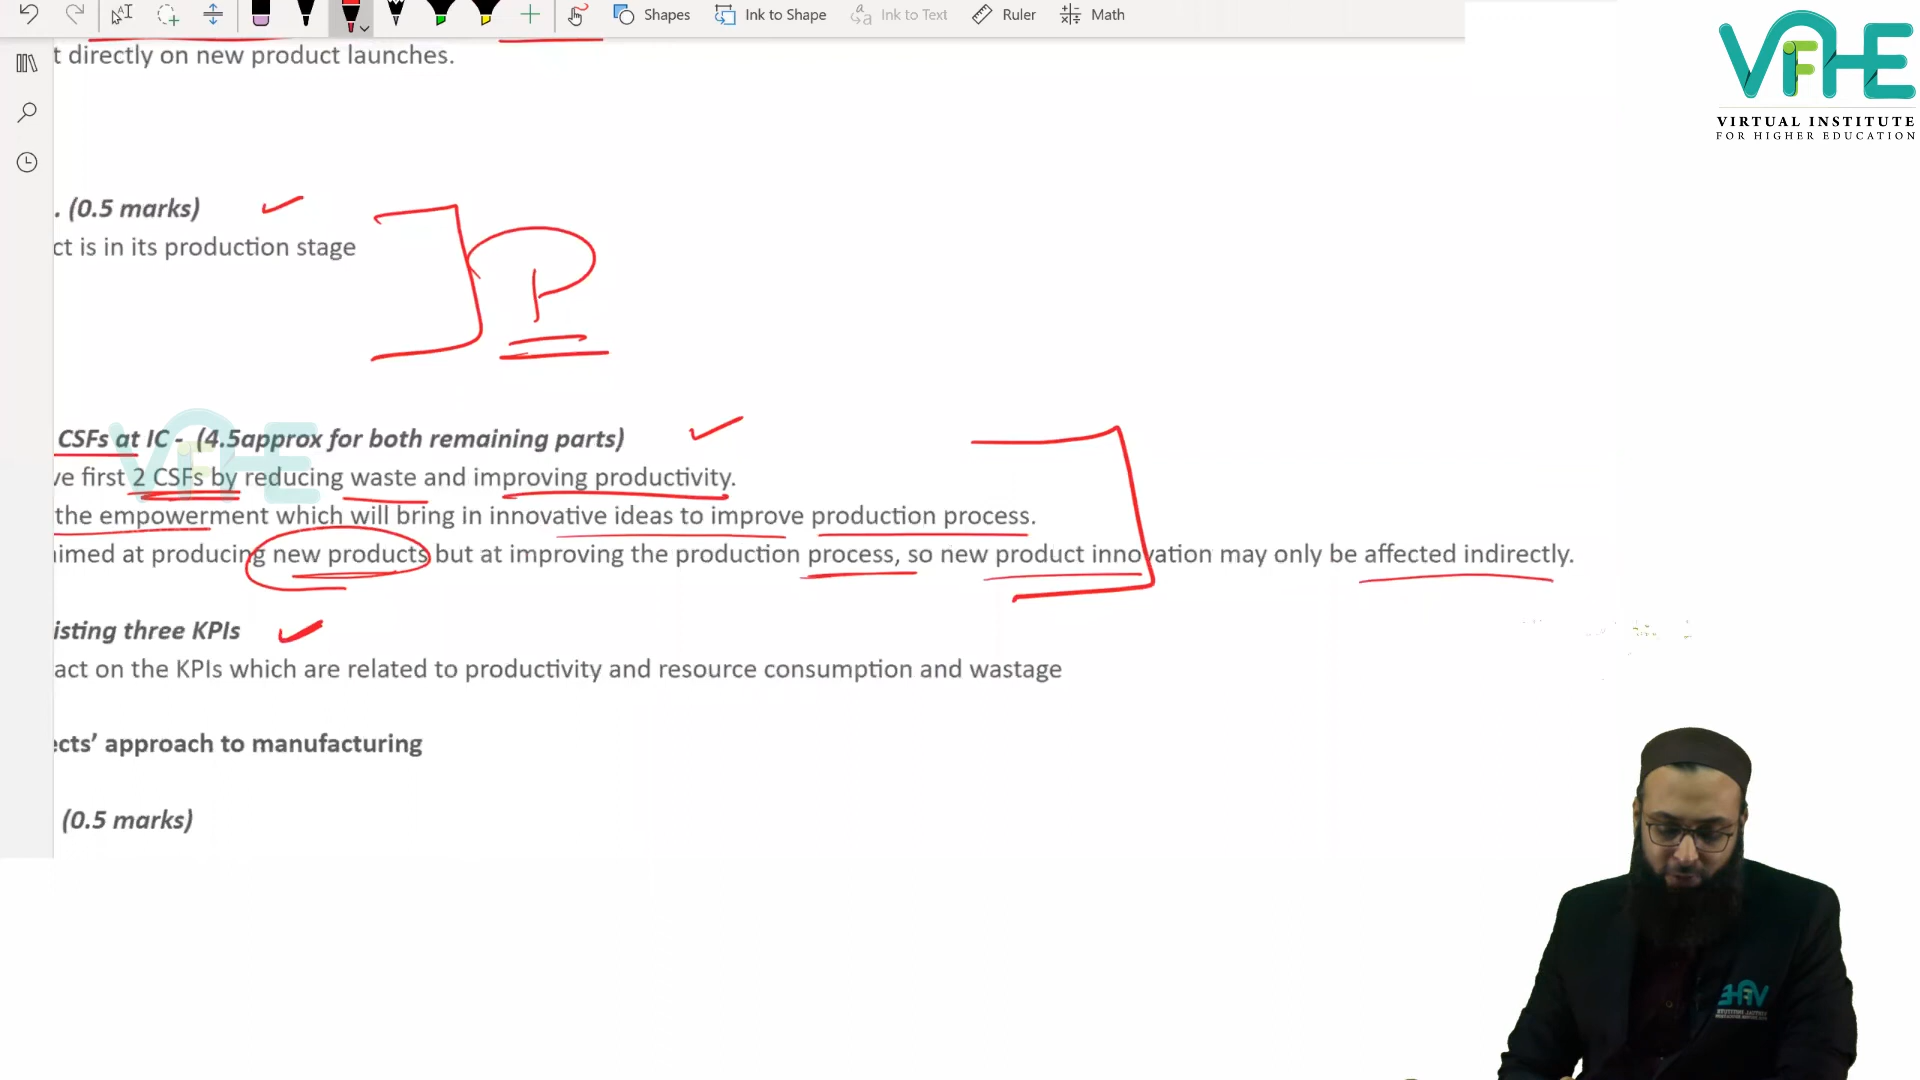 Shapes Ink to Shape Ink to Text Ruler Math
VIFHE
VIRTUAL INSTITUTE
FOR HIGHER EDUCATION
t directly on new product launches.
. (0.5 marks)
ct is in its production stage
P
CSFs at IC - (4.5approx for both remaining parts)
ve first 2 CSFs by reducing waste and improving productivity.
the empowerment which will bring in innovative ideas to improve production process.
imed at producing new products but at improving the production process, so new product innovation may only be affected indirectly.
isting three KPIs
act on the KPIs which are related to productivity and resource consumption and wastage
ects’ approach to manufacturing
(0.5 marks)